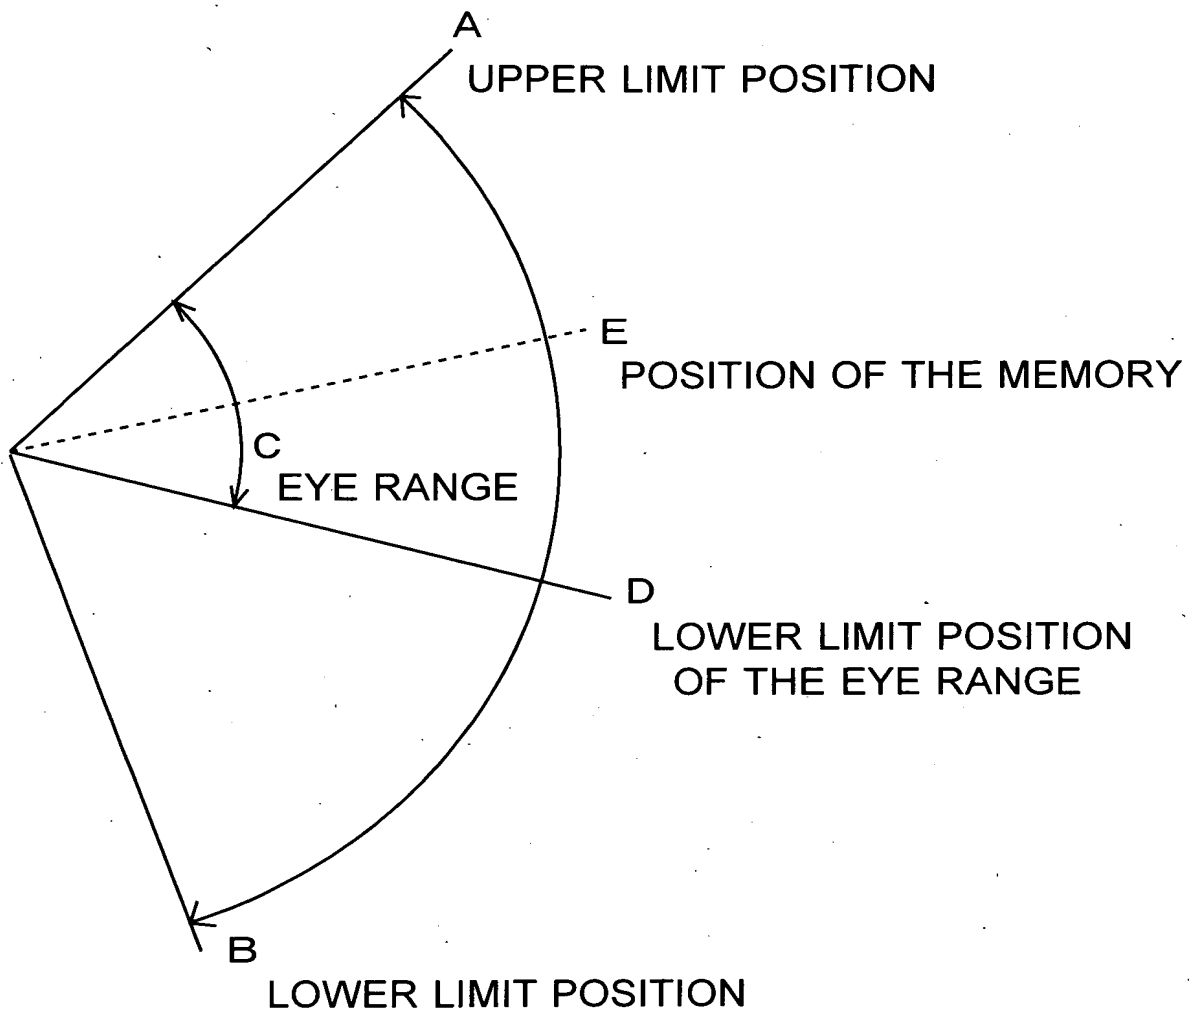 A
UPPER LIMIT POSITION
E
POSITION OF THE MEMORY
C
EYE RANGE
D
LOWER LIMIT POSITION
OF THE EYE RANGE
B
LOWER LIMIT POSITION